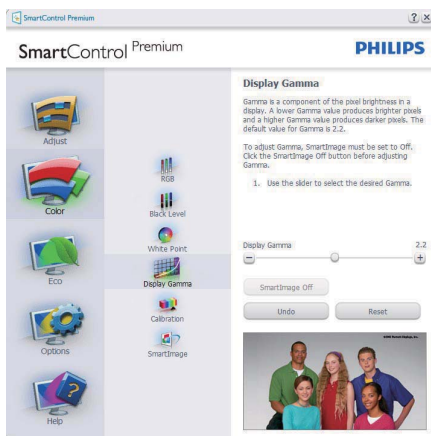 SmartControl Premium
? x
SmartControl Premium
PHILIPS
Adjust
Color
Eco
Options
Help
RGB
Black Level
White Point
Display Gamma
Calibration
SmartImage
Display Gamma
Gamma is a component of the pixel brightness in a
display. A lower Gamma value produces brighter pixels
and a higher Gamma value produces darker pixels. The
default value for Gamma is 2.2.
To adjust Gamma, SmartImage must be set to Off.
Click the SmartImage Off button before adjusting
Gamma.
1. Use the slider to select the desired Gamma.
Display Gamma 2.2
SmartImage Off
Undo Reset